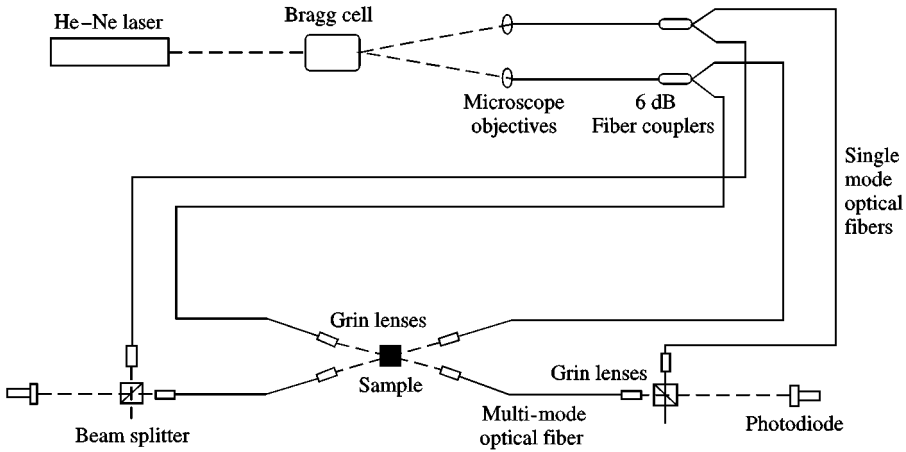 He–Ne laser
Bragg cell
Microscope
objectives
6 dB
Fiber couplers
Single
mode
optical
fibers
Grin lenses
Sample
Grin lenses
Multi-mode
optical fiber
Beam splitter
Photodiode